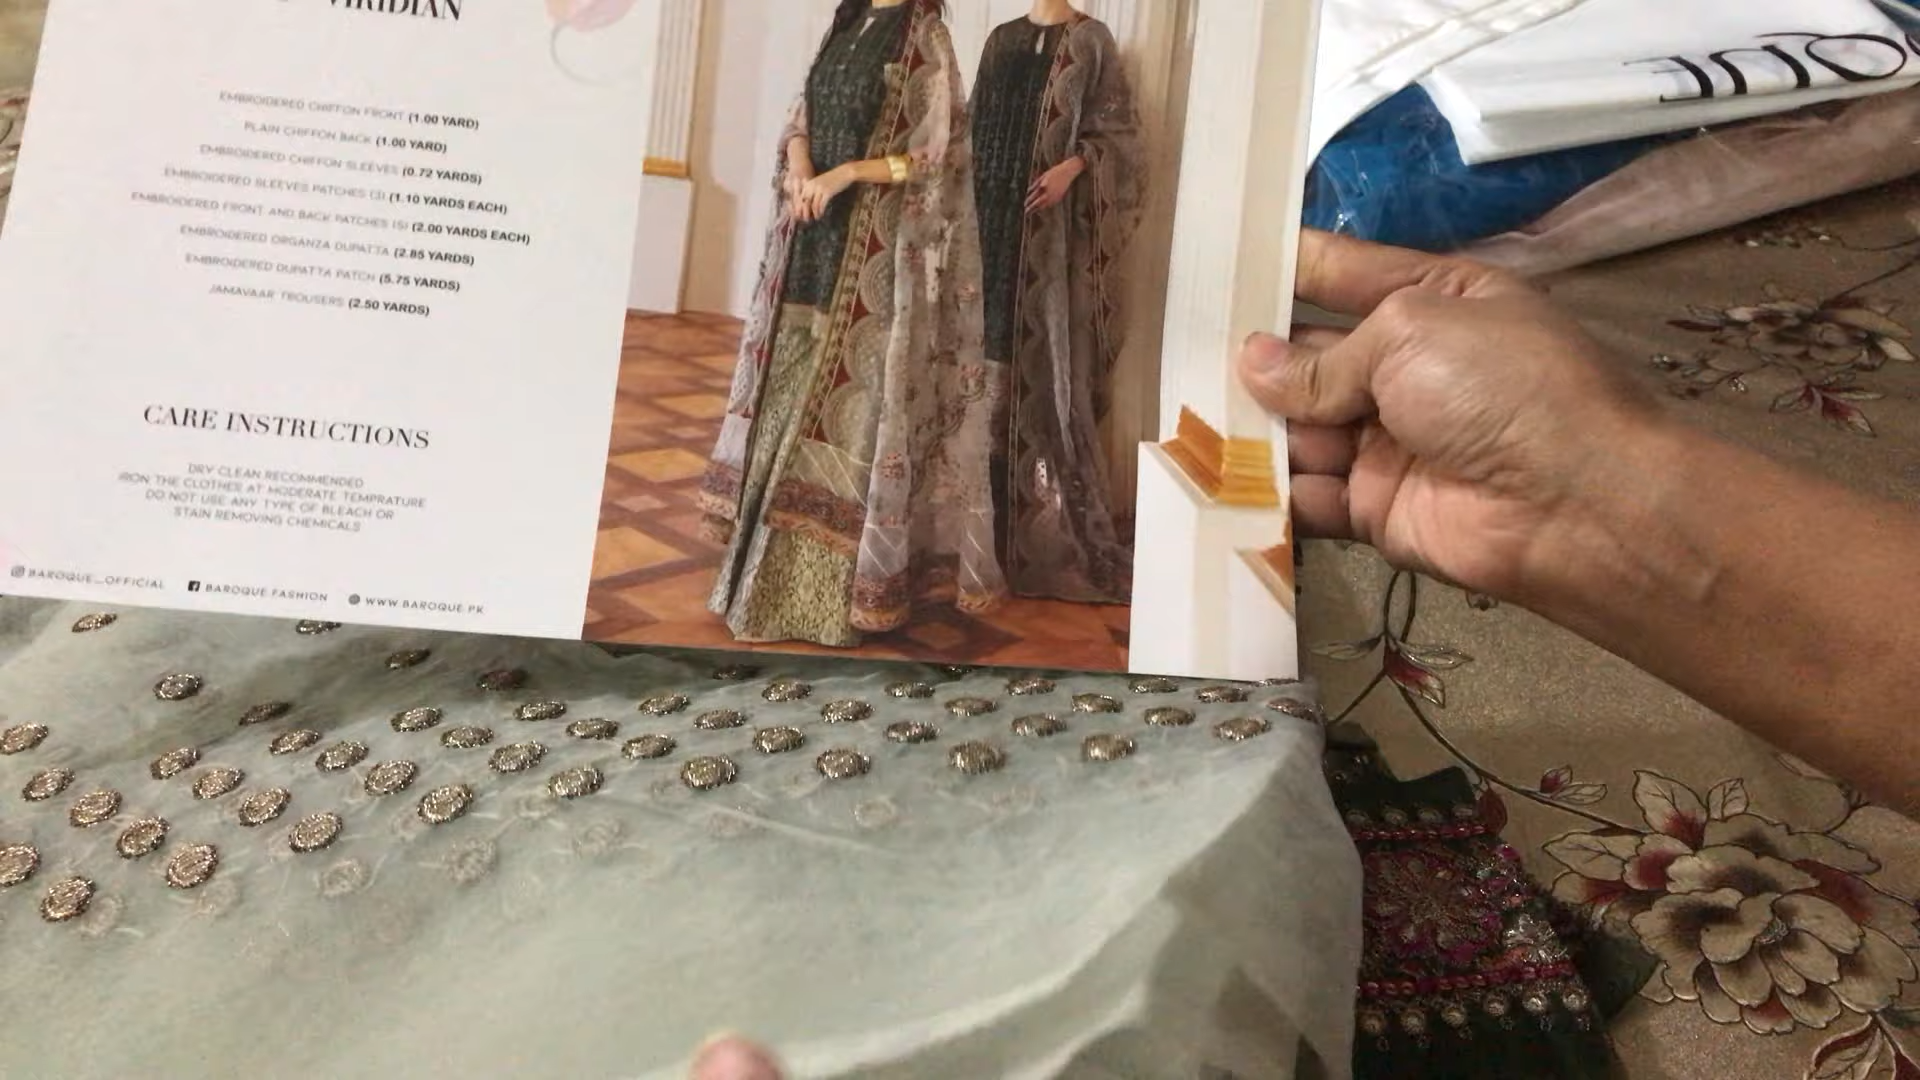 VIRIDIAN
EMBROIDERED CHIFFON FRONT (1.00 YARD)
PLAIN CHIFFON BACK (1.00 YARD)
EMBROIDERED CHIFFON SLEEVES (0.72 YARDS)
EMBROIDERED SLEEVES PATCHES (3) (1.10 YARDS EACH)
EMBROIDERED FRONT AND BACK PATCHES (5) (2.00 YARDS EACH)
EMBROIDERED ORGANZA DUPATTA (2.85 YARDS)
EMBROIDERED DUPATTA PATCH (5.75 YARDS)
JAMAVAAR TROUSERS (2.50 YARDS)
CARE INSTRUCTIONS
DRY CLEAN RECOMMENDED
IRON THE CLOTHES AT MODERATE TEMPRATURE
DO NOT USE ANY TYPE OF BLEACH OR
STAIN REMOVING CHEMICALS
BAROQUE_OFFICIAL BAROQUE.FASHION WWW.BAROQUE.PK
OQUE